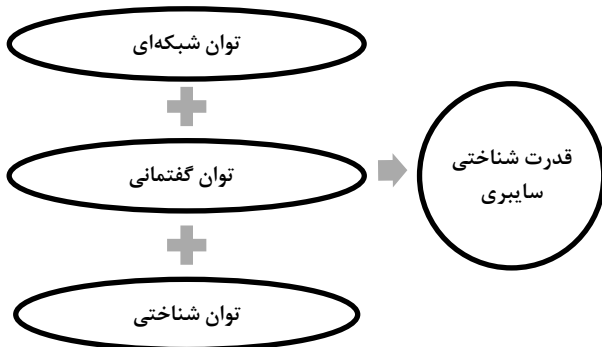 توان شبکه‌ای
توان گفتمانی
توان شناختی
قدرت شناختی
سایبری